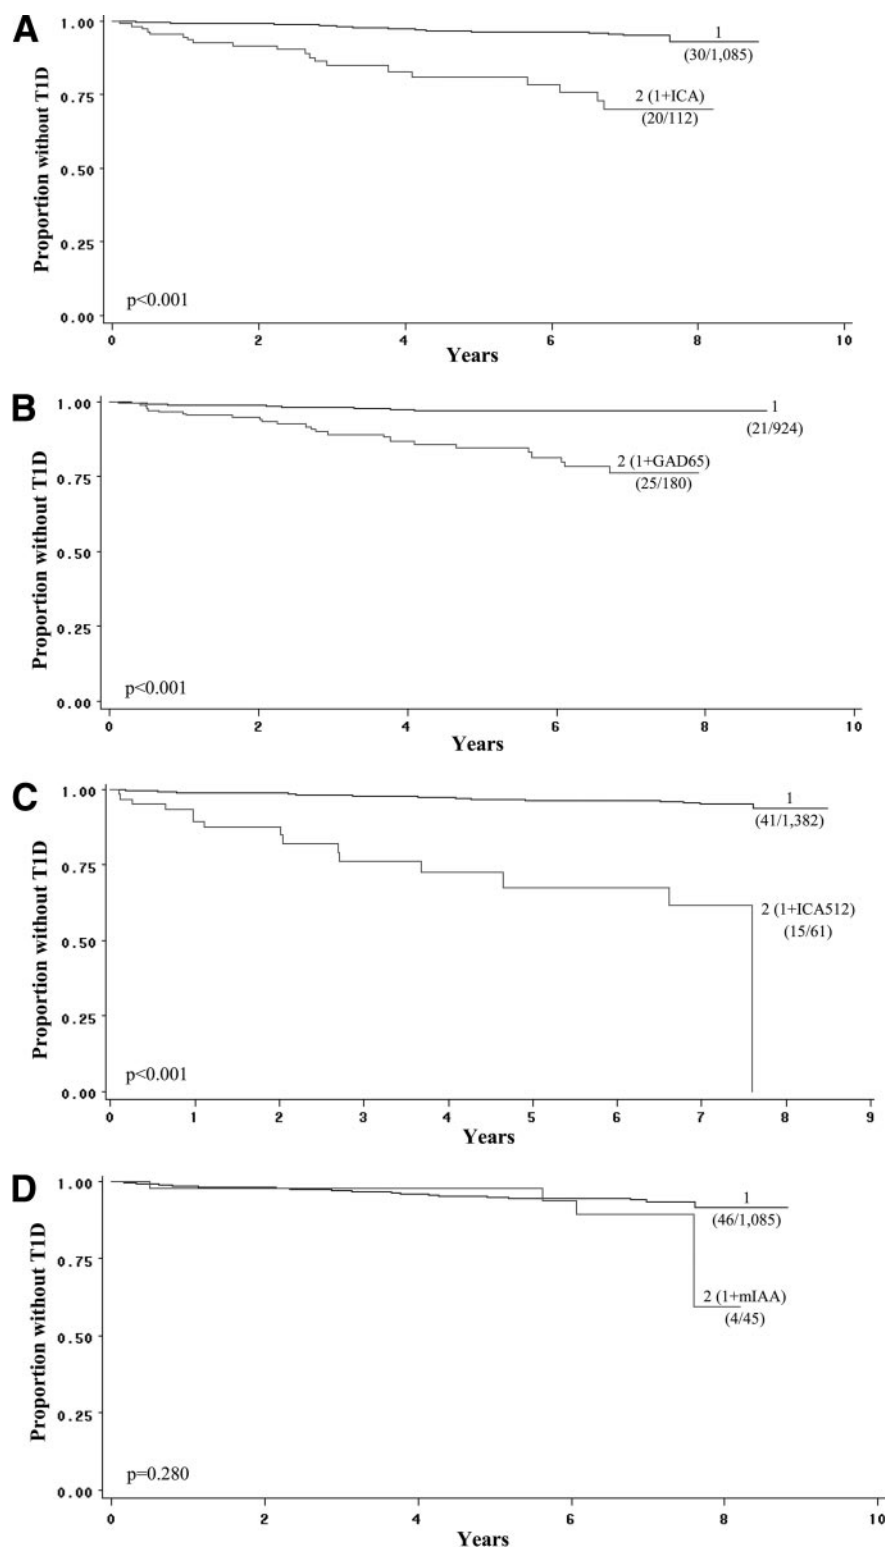 A
Proportion without T1D
1.00
0.75
0.50
0.25
0.00
1
(30/1,085)
2 (1+ICA)
(20/112)
p<0.001
0 2 4 6 8 10
Years
B
Proportion without T1D
1.00
0.75
0.50
0.25
0.00
1
(21/924)
2 (1+GAD65)
(25/180)
p<0.001
0 2 4 6 8 10
Years
C
Proportion without T1D
1.00
0.75
0.50
0.25
0.00
1
(41/1,382)
2 (1+ICA512)
(15/61)
p<0.001
0 1 2 3 4 5 6 7 8 9
Years
D
Proportion without T1D
1.00
0.75
0.50
0.25
0.00
1
(46/1,085)
2 (1+mIAA)
(4/45)
p=0.280
0 2 4 6 8 10
Years